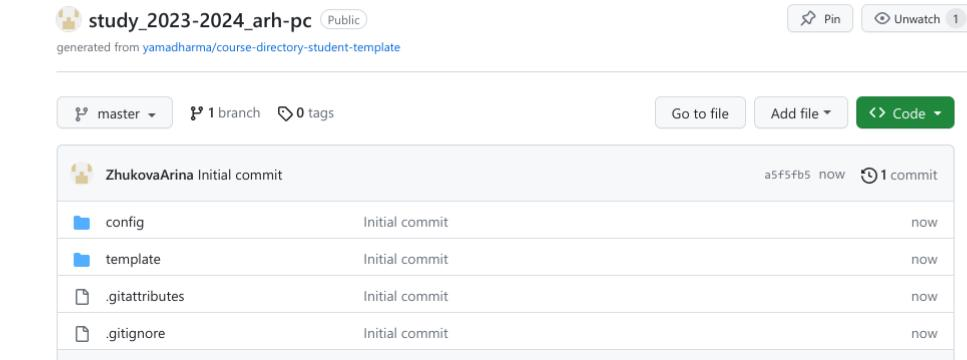 study_2023-2024_arh-pc Public Pin Unwatch 1
generated from yamadharma/course-directory-student-template
master 1 branch 0 tags Go to file Add file Code
ZhukovaArina Initial commit a5f5fb5 now 1 commit
config Initial commit now
template Initial commit now
.gitattributes Initial commit now
.gitignore Initial commit now